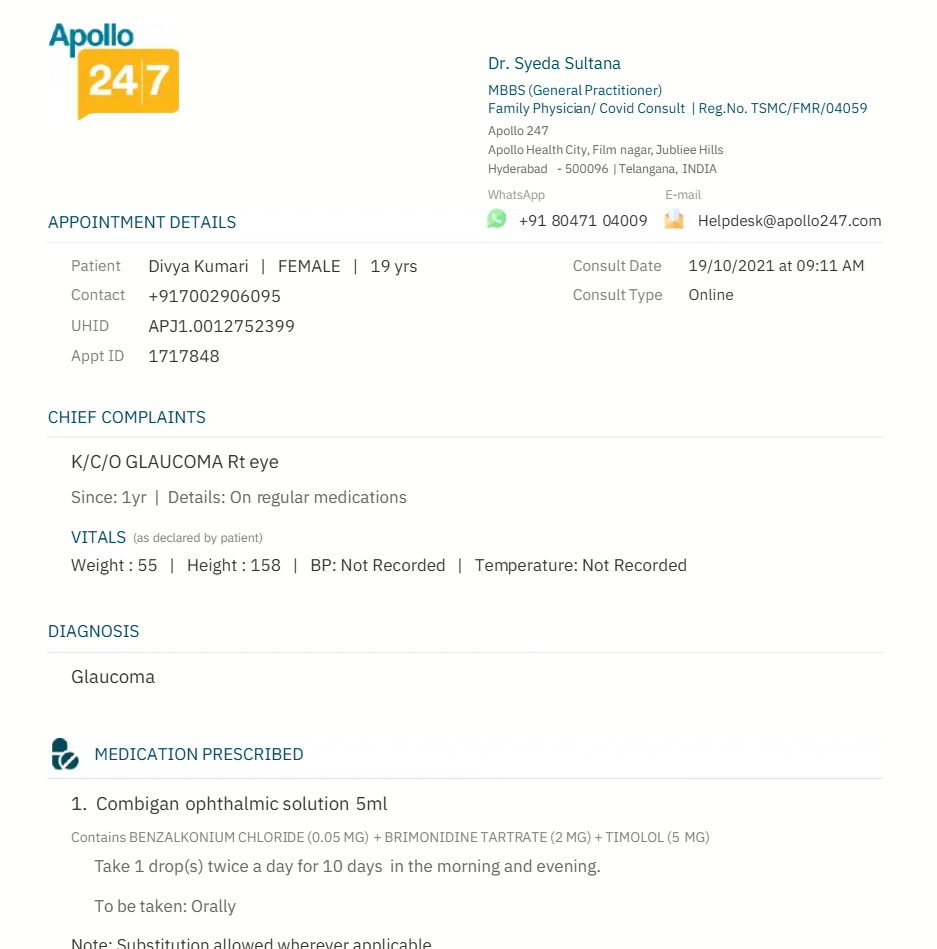 Apollo
24|7
Dr. Syeda Sultana
MBBS (General Practitioner)
Family Physician/ Covid Consult | Reg.No. TSMC/FMR/04059
Apollo 247
Apollo Health City, Film nagar, Jubliee Hills
Hyderabad - 500096 | Telangana, INDIA
WhatsApp E-mail
+91 80471 04009 Helpdesk@apollo247.com
APPOINTMENT DETAILS
Patient Divya Kumari | FEMALE | 19 yrs Consult Date 19/10/2021 at 09:11 AM
Contact +917002906095 Consult Type Online
UHID APJ1.0012752399
Appt ID 1717848
CHIEF COMPLAINTS
K/C/O GLAUCOMA Rt eye
Since: 1yr | Details: On regular medications
VITALS (as declared by patient)
Weight : 55 | Height : 158 | BP: Not Recorded | Temperature: Not Recorded
DIAGNOSIS
Glaucoma
MEDICATION PRESCRIBED
1. Combigan ophthalmic solution 5ml
Contains BENZALKONIUM CHLORIDE (0.05 MG) + BRIMONIDINE TARTRATE (2 MG) + TIMOLOL (5 MG)
Take 1 drop(s) twice a day for 10 days in the morning and evening.
To be taken: Orally
Note: Substitution allowed wherever applicable